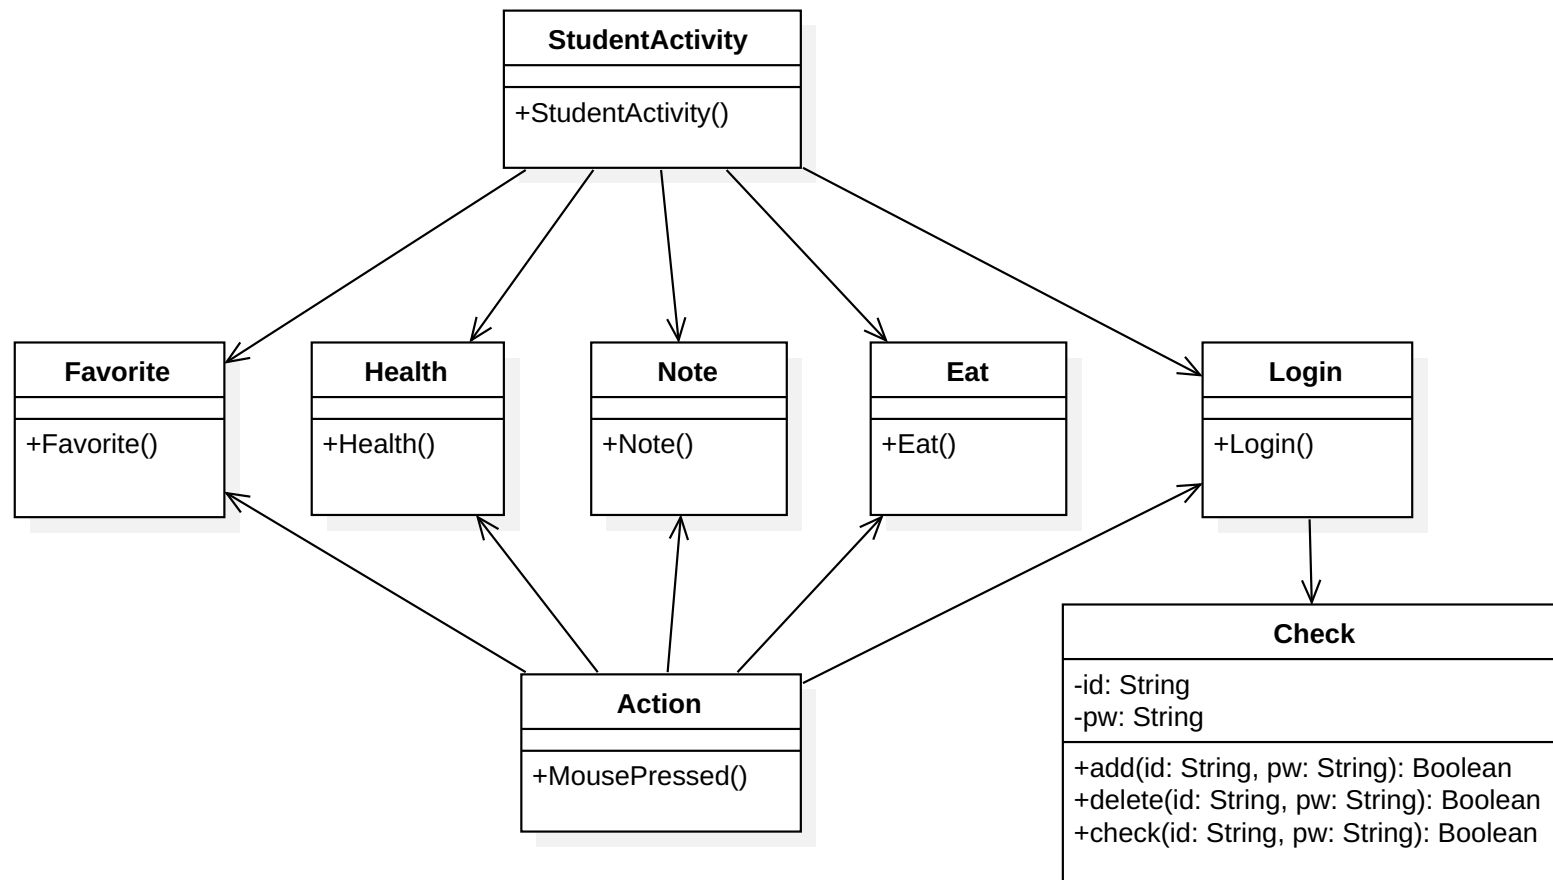 StudentActivity
+StudentActivity()
Favorite
+Favorite()
Health
+Health()
Note
+Note()
Eat
+Eat()
Login
+Login()
Action
+MousePressed()
Check
-id: String
-pw: String
+add(id: String, pw: String): Boolean
+delete(id: String, pw: String): Boolean
+check(id: String, pw: String): Boolean